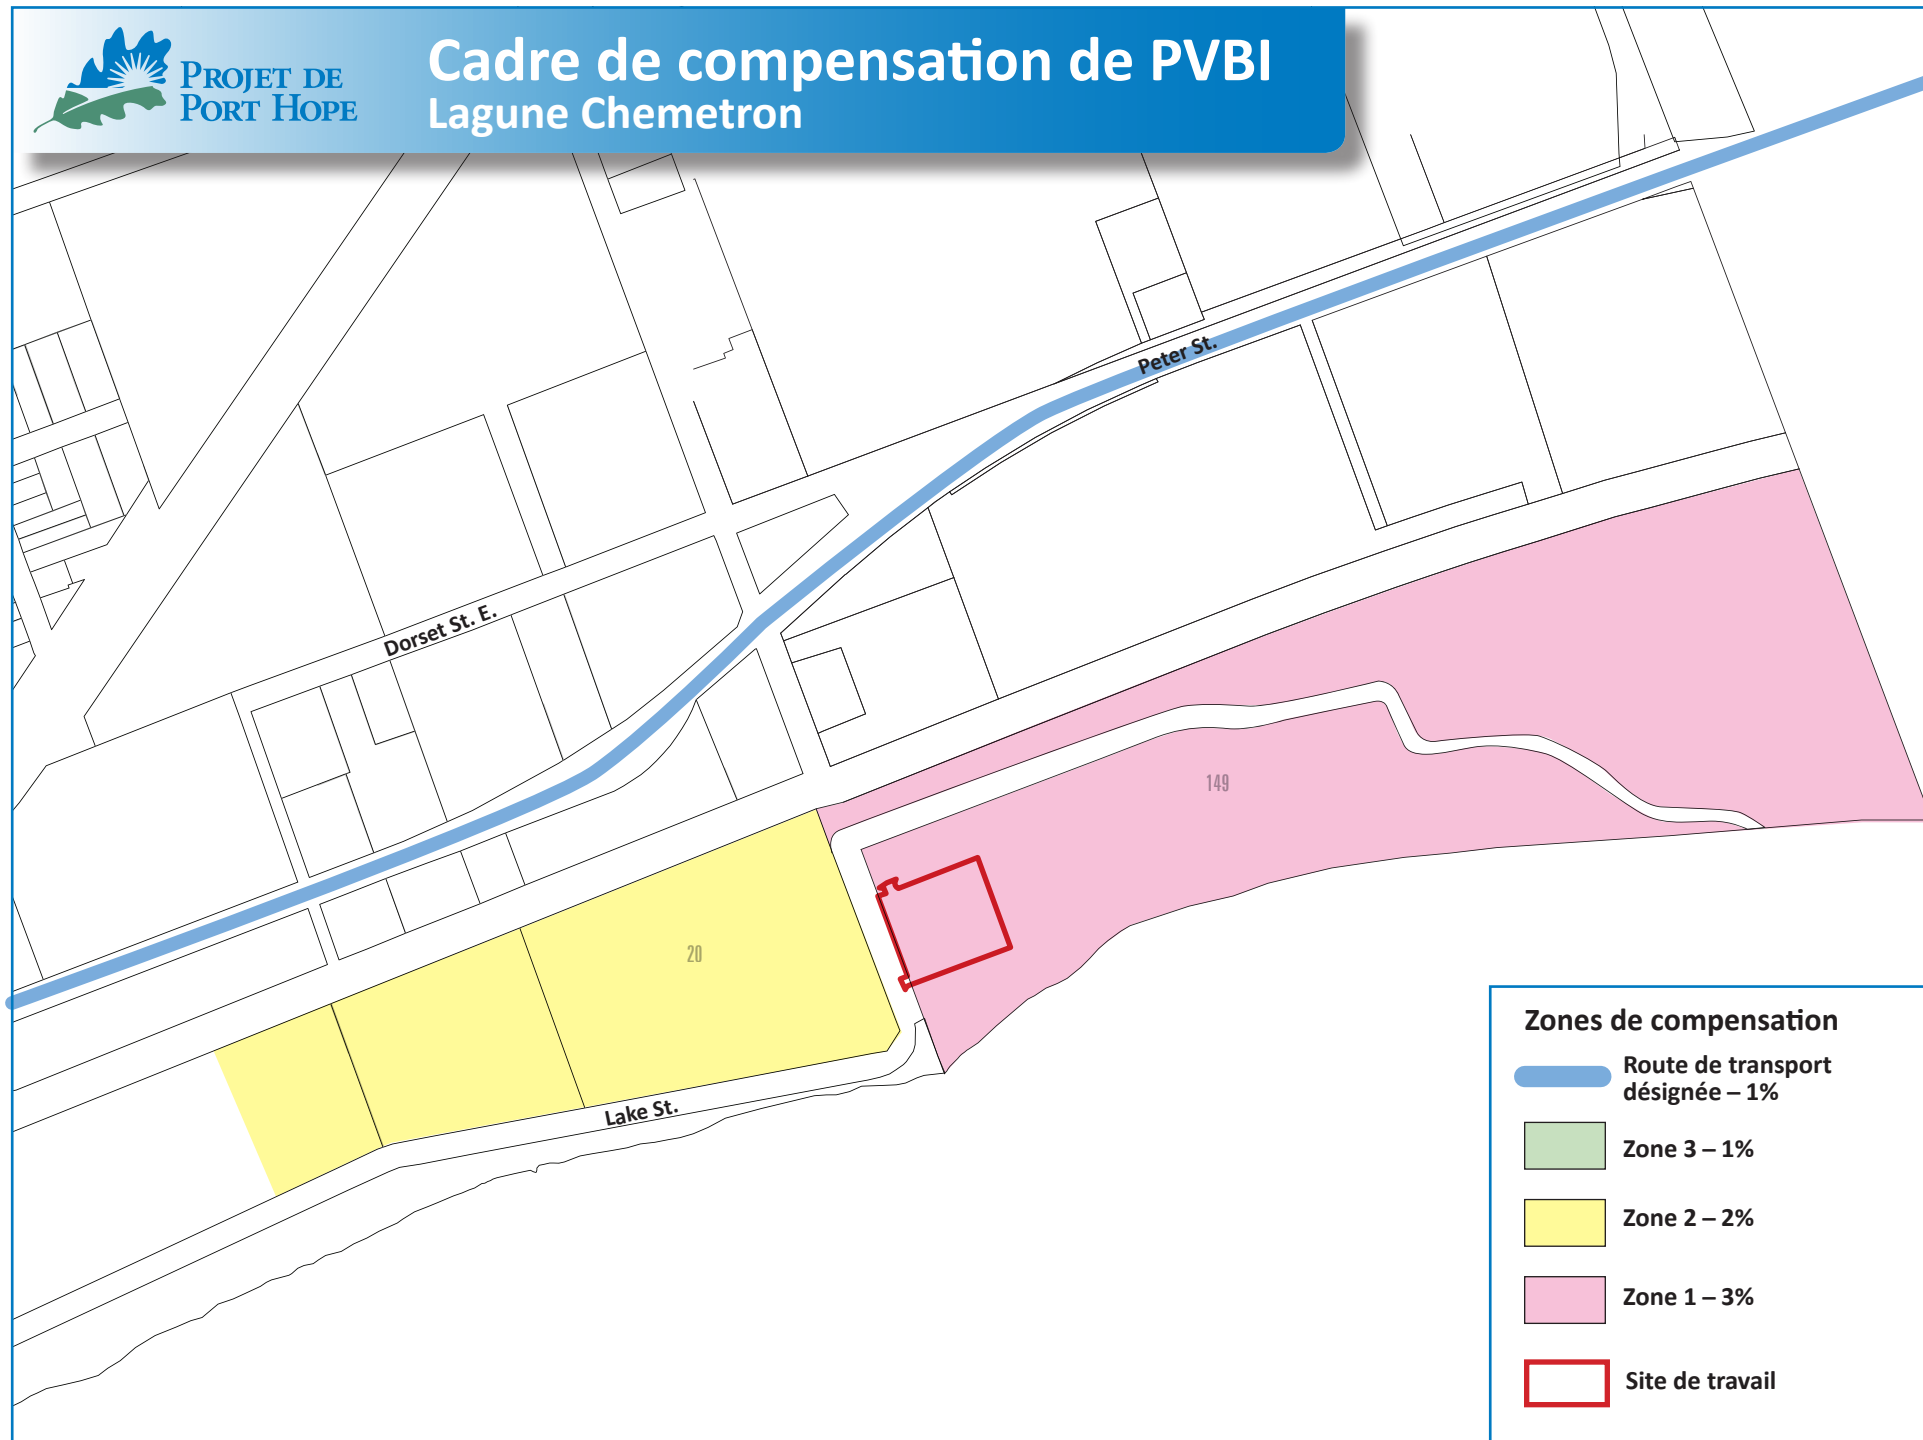 PROJET DE
PORT HOPE
Cadre de compensation de PVBI
Lagune Chemetron
Peter St.
Dorset St. E.
149
20
Lake St.
Zones de compensation
Route de transport
désignée – 1%
Zone 3 – 1%
Zone 2 – 2%
Zone 1 – 3%
Site de travail